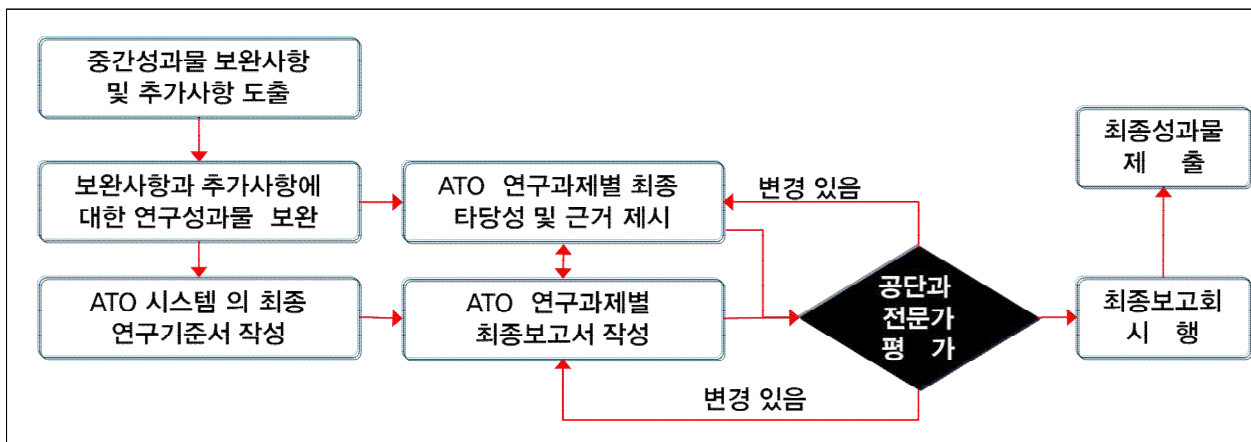 중간성과물 보완사항
및 추가사항 도출
보완사항과 추가사항에
대한 연구성과물 보완
ATO 시스템 의 최종
연구기준서 작성
ATO 연구과제별 최종
타당성 및 근거 제시
ATO 연구과제별
최종보고서 작성
변경 있음
공단과
전문가
평 가
변경 있음
최종성과물
제 출
최종보고회
시 행